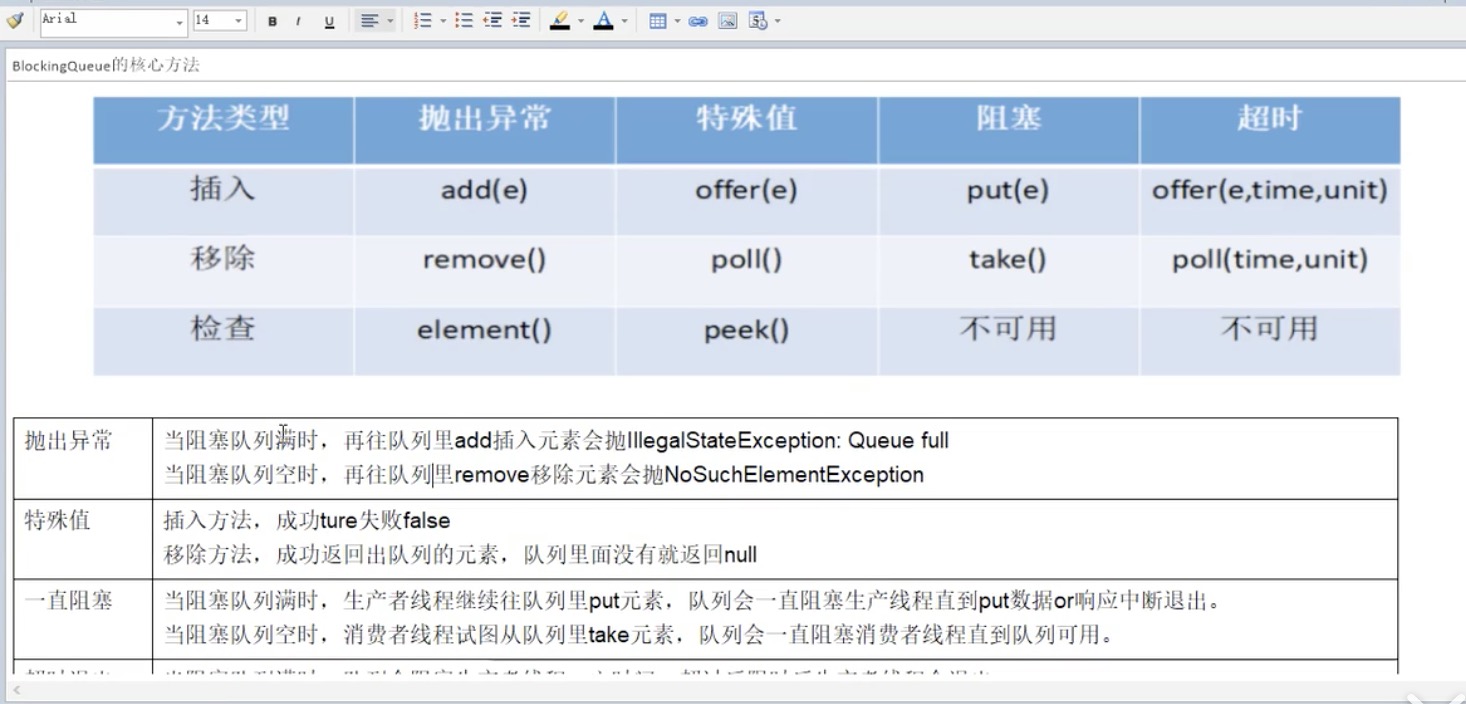 Arial 14 B I U A
BlockingQueue的核心方法
方法类型 抛出异常 特殊值 阻塞 超时
插入 add(e) offer(e) put(e) offer(e,time,unit)
移除 remove() poll() take() poll(time,unit)
检查 element() peek() 不可用 不可用
抛出异常 当阻塞队列满时，再往队列里add插入元素会抛IllegalStateException: Queue full
当阻塞队列空时，再往队列里remove移除元素会抛NoSuchElementException
特殊值 插入方法，成功ture失败false
移除方法，成功返回出队列的元素，队列里面没有就返回null
一直阻塞 当阻塞队列满时，生产者线程继续往队列里put元素，队列会一直阻塞生产线程直到put数据or响应中断退出。
当阻塞队列空时，消费者线程试图从队列里take元素，队列会一直阻塞消费者线程直到队列可用。